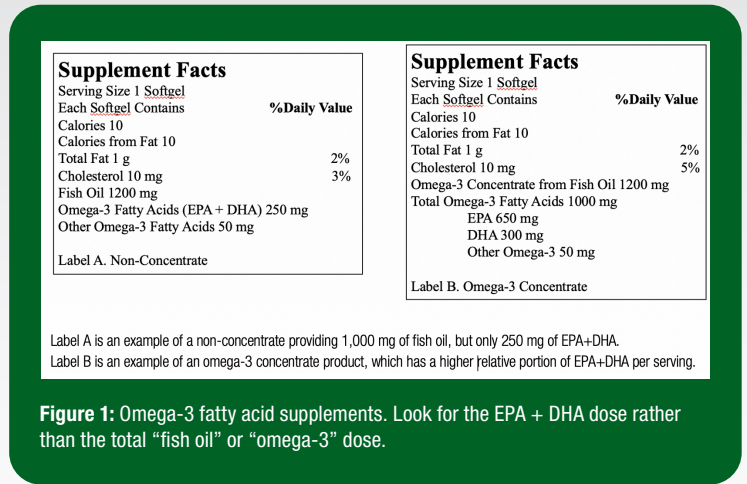 Supplement Facts
Serving Size 1 Softgel
Each Softgel Contains %Daily Value
Calories 10
Calories from Fat 10
Total Fat 1 g 2%
Cholesterol 10 mg 3%
Fish Oil 1200 mg
Omega-3 Fatty Acids (EPA + DHA) 250 mg
Other Omega-3 Fatty Acids 50 mg
Label A. Non-Concentrate
Supplement Facts
Serving Size 1 Softgel
Each Softgel Contains %Daily Value
Calories 10
Calories from Fat 10
Total Fat 1 g 2%
Cholesterol 10 mg 5%
Omega-3 Concentrate from Fish Oil 1200 mg
Total Omega-3 Fatty Acids 1000 mg
EPA 650 mg
DHA 300 mg
Other Omega-3 50 mg
Label B. Omega-3 Concentrate
Label A is an example of a non-concentrate providing 1,000 mg of fish oil, but only 250 mg of EPA+DHA.
Label B is an example of an omega-3 concentrate product, which has a higher relative portion of EPA+DHA per serving.
Figure 1: Omega-3 fatty acid supplements. Look for the EPA + DHA dose rather
than the total “fish oil” or “omega-3” dose.